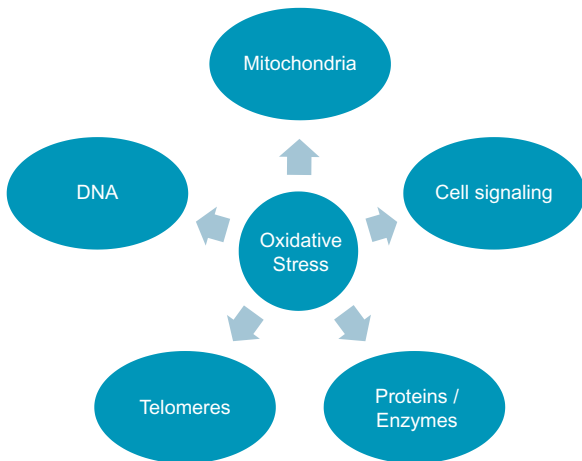 Mitochondria
DNA
Cell signaling
Oxidative
Stress
Telomeres
Proteins /
Enzymes